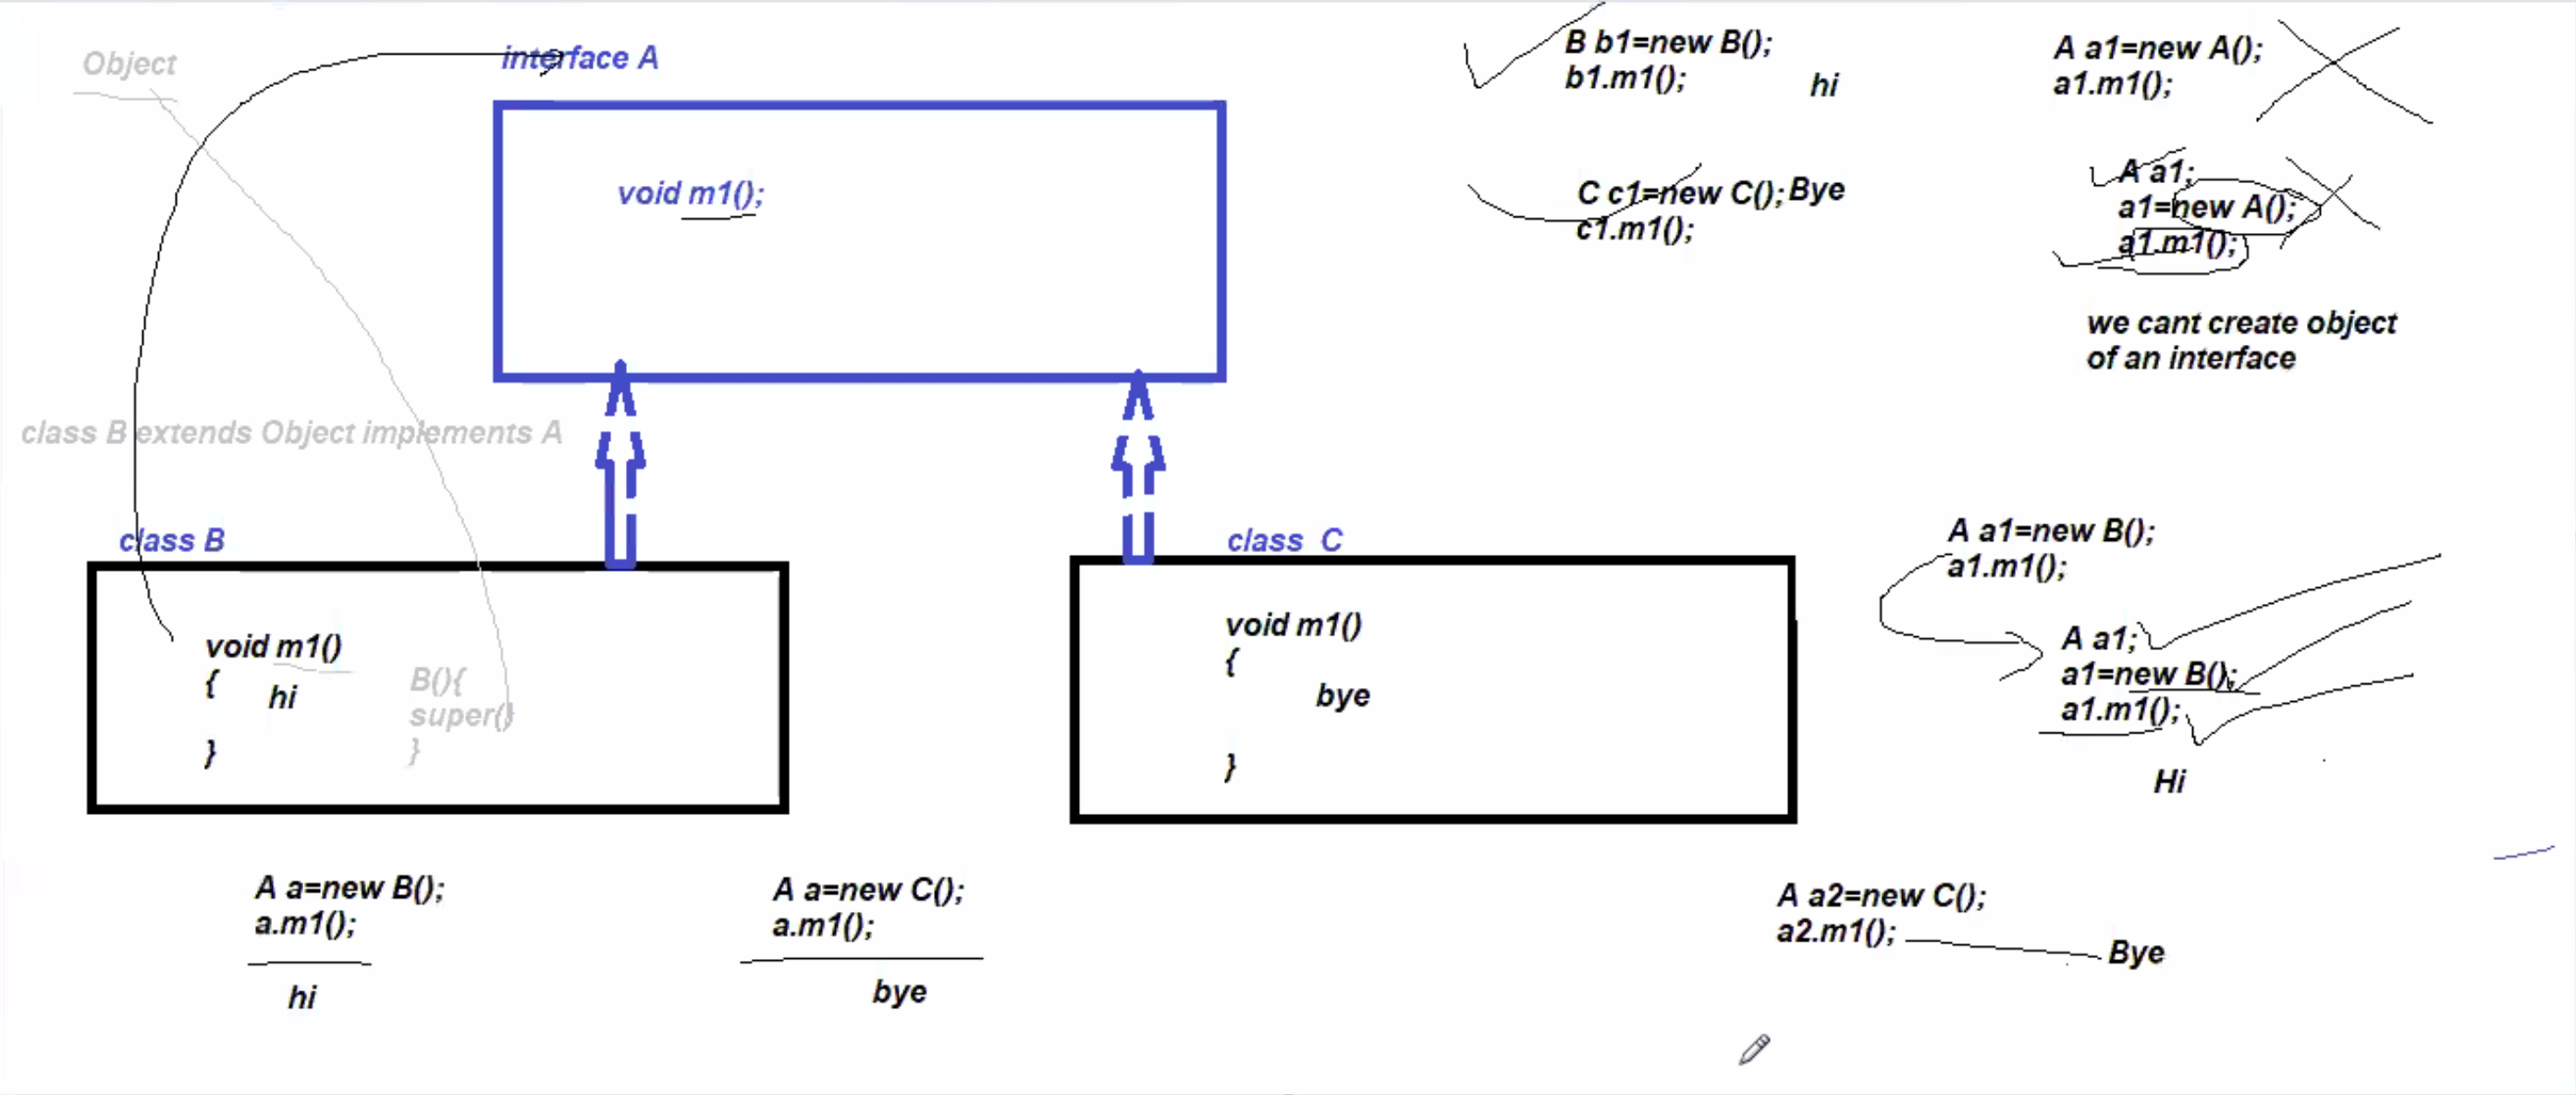 Object
interface A
void m1();
class B extends Object implements A
class B
void m1()
{
hi
}
B(){
super()
}
class  C
void m1()
{
bye
}
A a=new B();
a.m1();
hi
A a=new C();
a.m1();
bye
B b1=new B();
b1.m1();
hi
C c1=new C(); Bye
c1.m1();
A a1=new A();
a1.m1();
A a1;
a1=new A();
a1.m1();
we cant create object
of an interface
A a1=new B();
a1.m1();
A a1;
a1=new B();
a1.m1();
Hi
A a2=new C();
a2.m1();
Bye